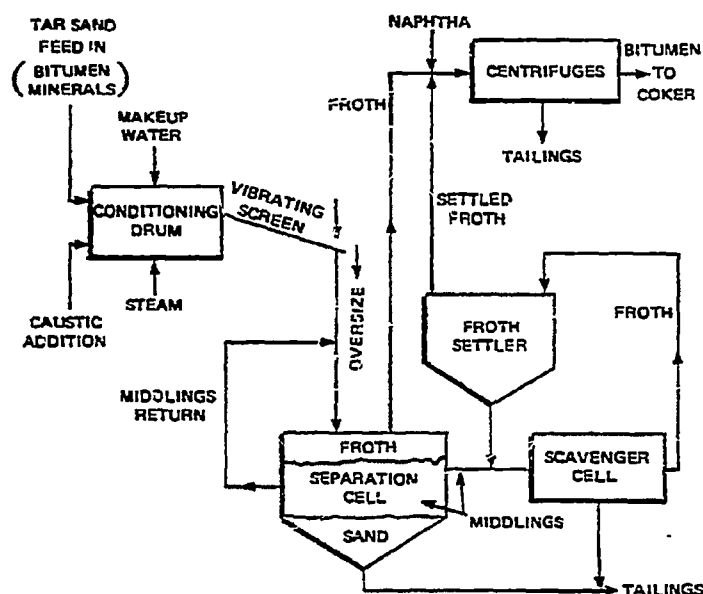 TAR SAND
FEED IN
( BITUMEN
MINERALS )
NAPHTHA
CENTRIFUGES
BITUMEN
TO
COKER
TAILINGS
FROTH
SETTLED
FROTH
MAKEUP
WATER
VIBRATING
SCREEN
CONDITIONING
DRUM
STEAM
CAUSTIC
ADDITION
OVERSIZE
FROTH
SETTLER
FROTH
MIDDLINGS
RETURN
FROTH
SEPARATION
CELL
SAND
MIDDLINGS
SCAVENGER
CELL
TAILINGS